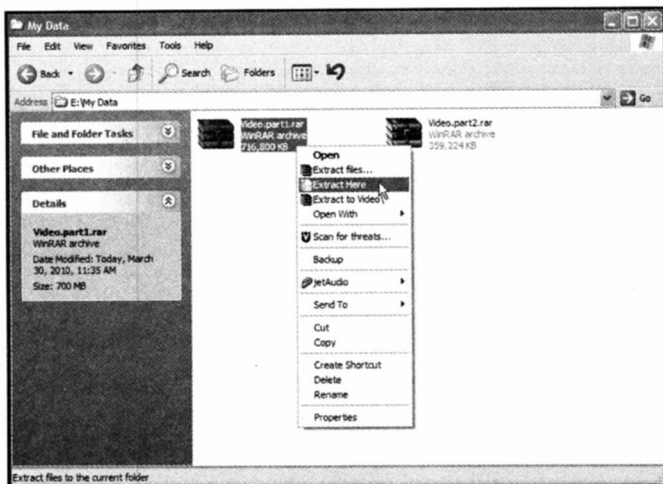 My Data
File Edit View Favorites Tools Help
Back Search Folders
Address E:\My Data Go
File and Folder Tasks
Other Places
Details
Video.part1.rar
WinRAR archive
Date Modified: Today, March
30, 2010, 11:35 AM
Size: 700 MB
Video.part1.rar
WinRAR archive
716,800 KB
Video.part2.rar
WinRAR archive
359,224 KB
Open
Extract files...
Extract Here
Extract to Video\
Open With
Scan for threats...
Backup
jetAudio
Send To
Cut
Copy
Create Shortcut
Delete
Rename
Properties
Extract files to the current folder